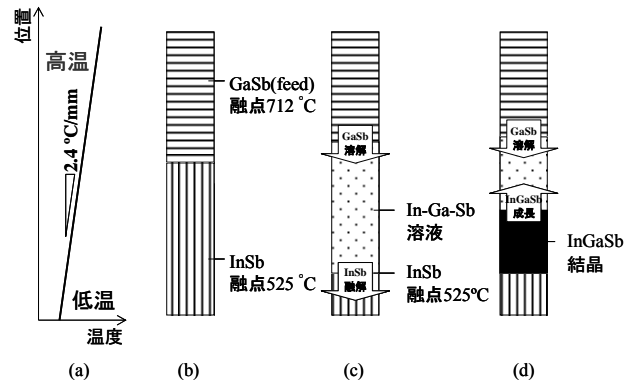 位置
高温
2.4 ℃/mm
低温
温度
(a)
GaSb(feed)
融点712 ℃
InSb
融点525 ℃
(b)
GaSb
溶解
In-Ga-Sb
溶液
InSb
融解
InSb
融点525℃
(c)
GaSb
溶解
InGaSb
成長
InGaSb
結晶
(d)